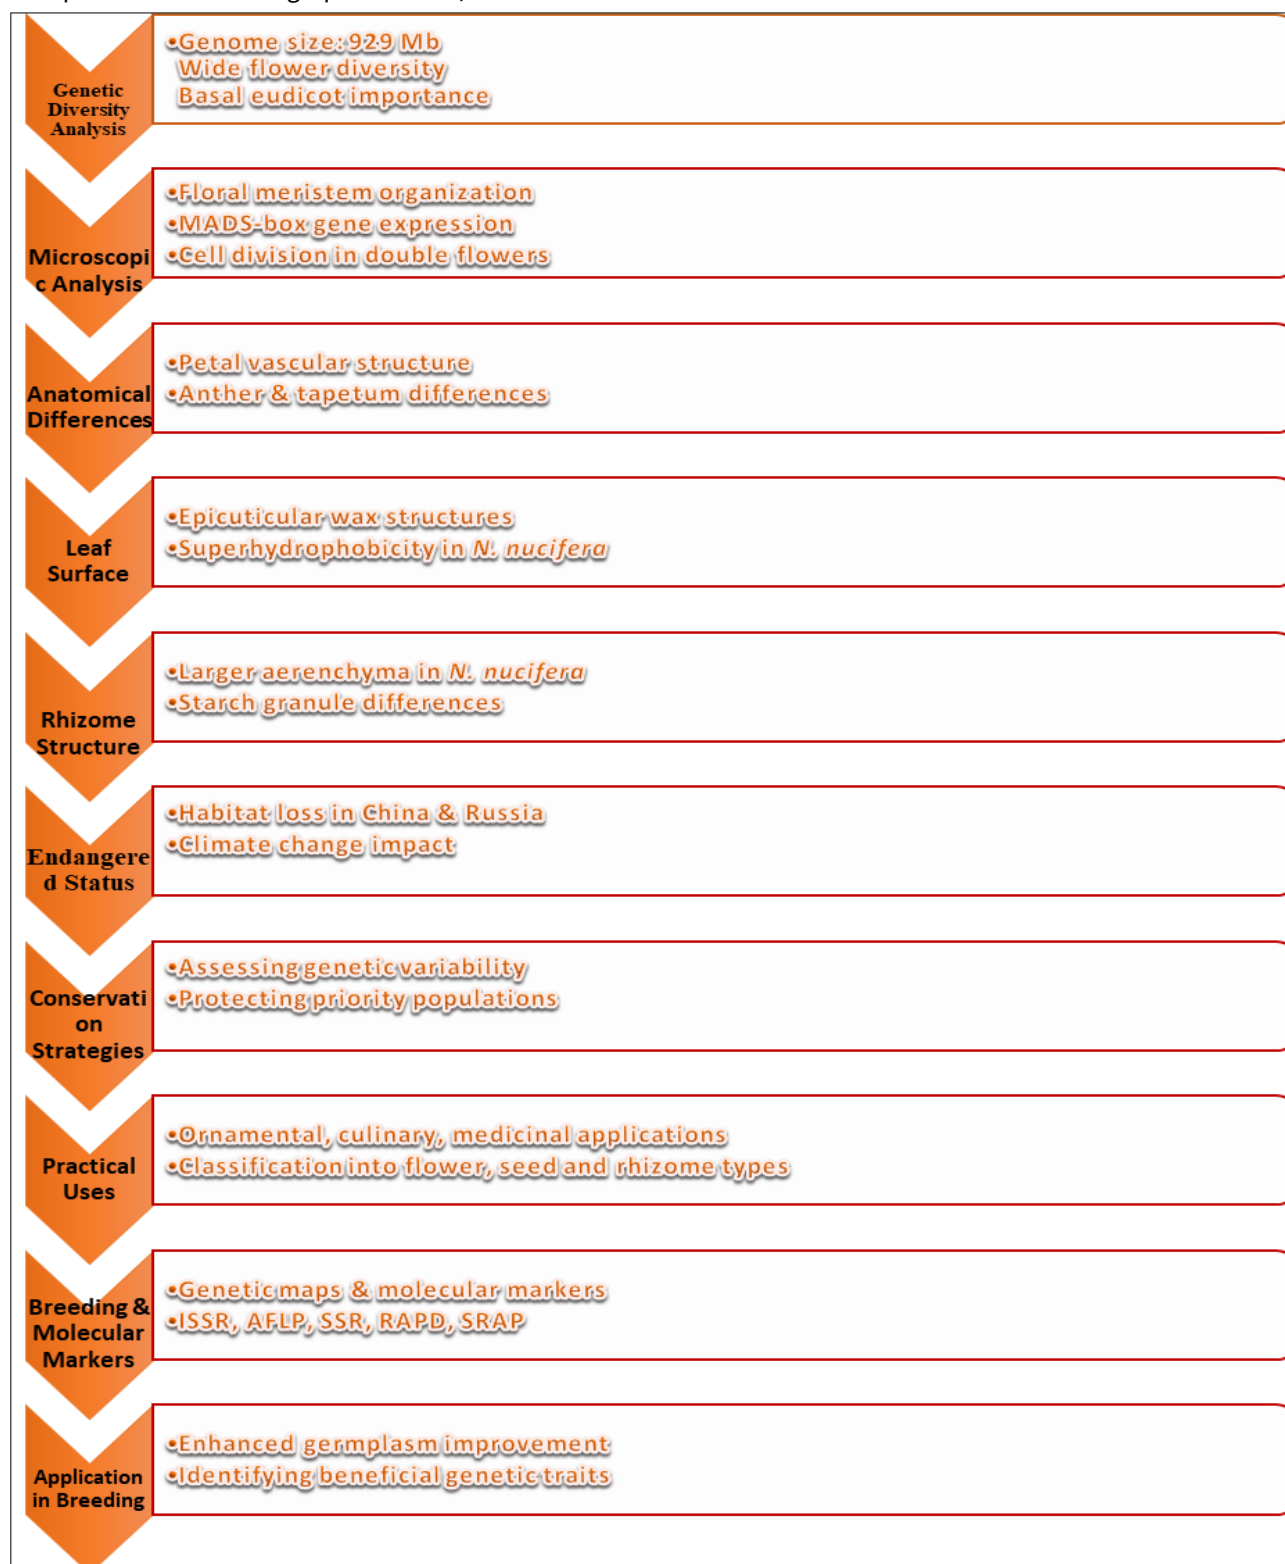 Genetic
Diversity
Analysis
•Genome size: 929 Mb
Wide flower diversity
Basal eudicot importance
Microscopi
c Analysis
•Floral meristem organization
•MADS-box gene expression
•Cell division in double flowers
Anatomical
Differences
•Petal vascular structure
•Anther & tapetum differences
Leaf
Surface
•Epicuticular wax structures
•Superhydrophobicity in N. nucifera
Rhizome
Structure
•Larger aerenchyma in N. nucifera
•Starch granule differences
Endangere
d Status
•Habitat loss in China & Russia
•Climate change impact
Conservati
on
Strategies
•Assessing genetic variability
•Protecting priority populations
Practical
Uses
•Ornamental, culinary, medicinal applications
•Classification into flower, seed and rhizome types
Breeding &
Molecular
Markers
•Genetic maps & molecular markers
•ISSR, AFLP, SSR, RAPD, SRAP
Application
in Breeding
•Enhanced germplasm improvement
•Identifying beneficial genetic traits